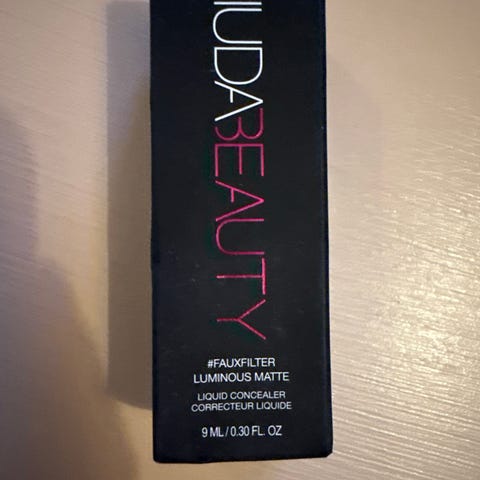 HUDABEAUTY
#FAUXFILTER
LUMINOUS MATTE
LIQUID CONCEALER
CORRECTEUR LIQUIDE
9 ML / 0.30 FL. OZ